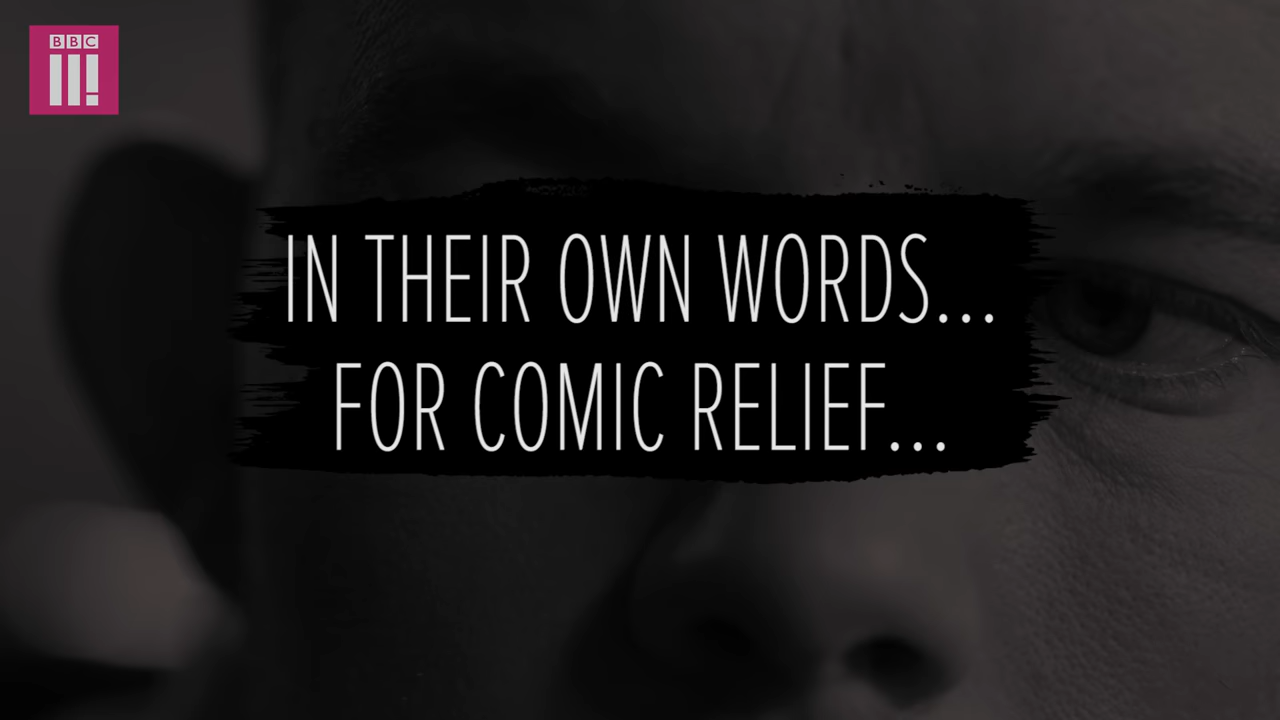 BBC
III!
IN THEIR OWN WORDS...
FOR COMIC RELIEF...